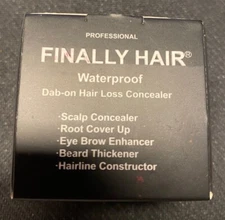 PROFESSIONAL
FINALLY HAIR®
Waterproof
Dab-on Hair Loss Concealer
•Scalp Concealer
•Root Cover Up
•Eye Brow Enhancer
•Beard Thickener
•Hairline Constructor